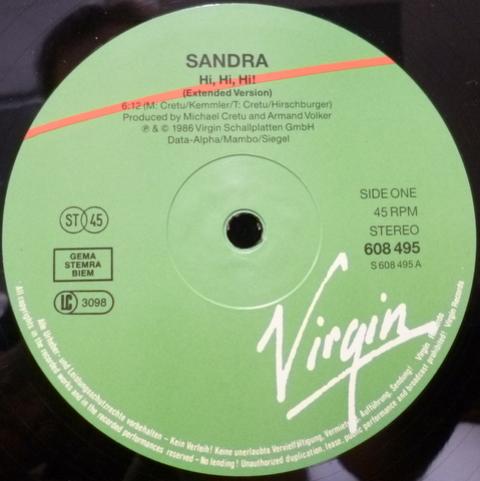 SANDRA
Hi, Hi, Hi!
(Extended Version)
6:12 (M: Cretu/Kemmler/T: Cretu/Hirschburger)
Produced by Michael Cretu and Armand Volker
℗ & © 1986 Virgin Schallplatten GmbH
Data-Alpha/Mambo/Siegel
SIDE ONE
45 RPM
STEREO
608 495
S 608 495 A
ST 45
GEMA
STEMRA
BIEM
LC 3098
Virgin
Alle Urheber- und Leistungsschutzrechte vorbehalten – Kein Verleih! Keine unerlaubte Vervielfältigung, Vermietung, Aufführung, Sendung! Virgin Records
All copyrights in the recorded works and in the recorded performances reserved – No lending! Unauthorized duplication, lease, public performance and broadcast prohibited! Virgin Records